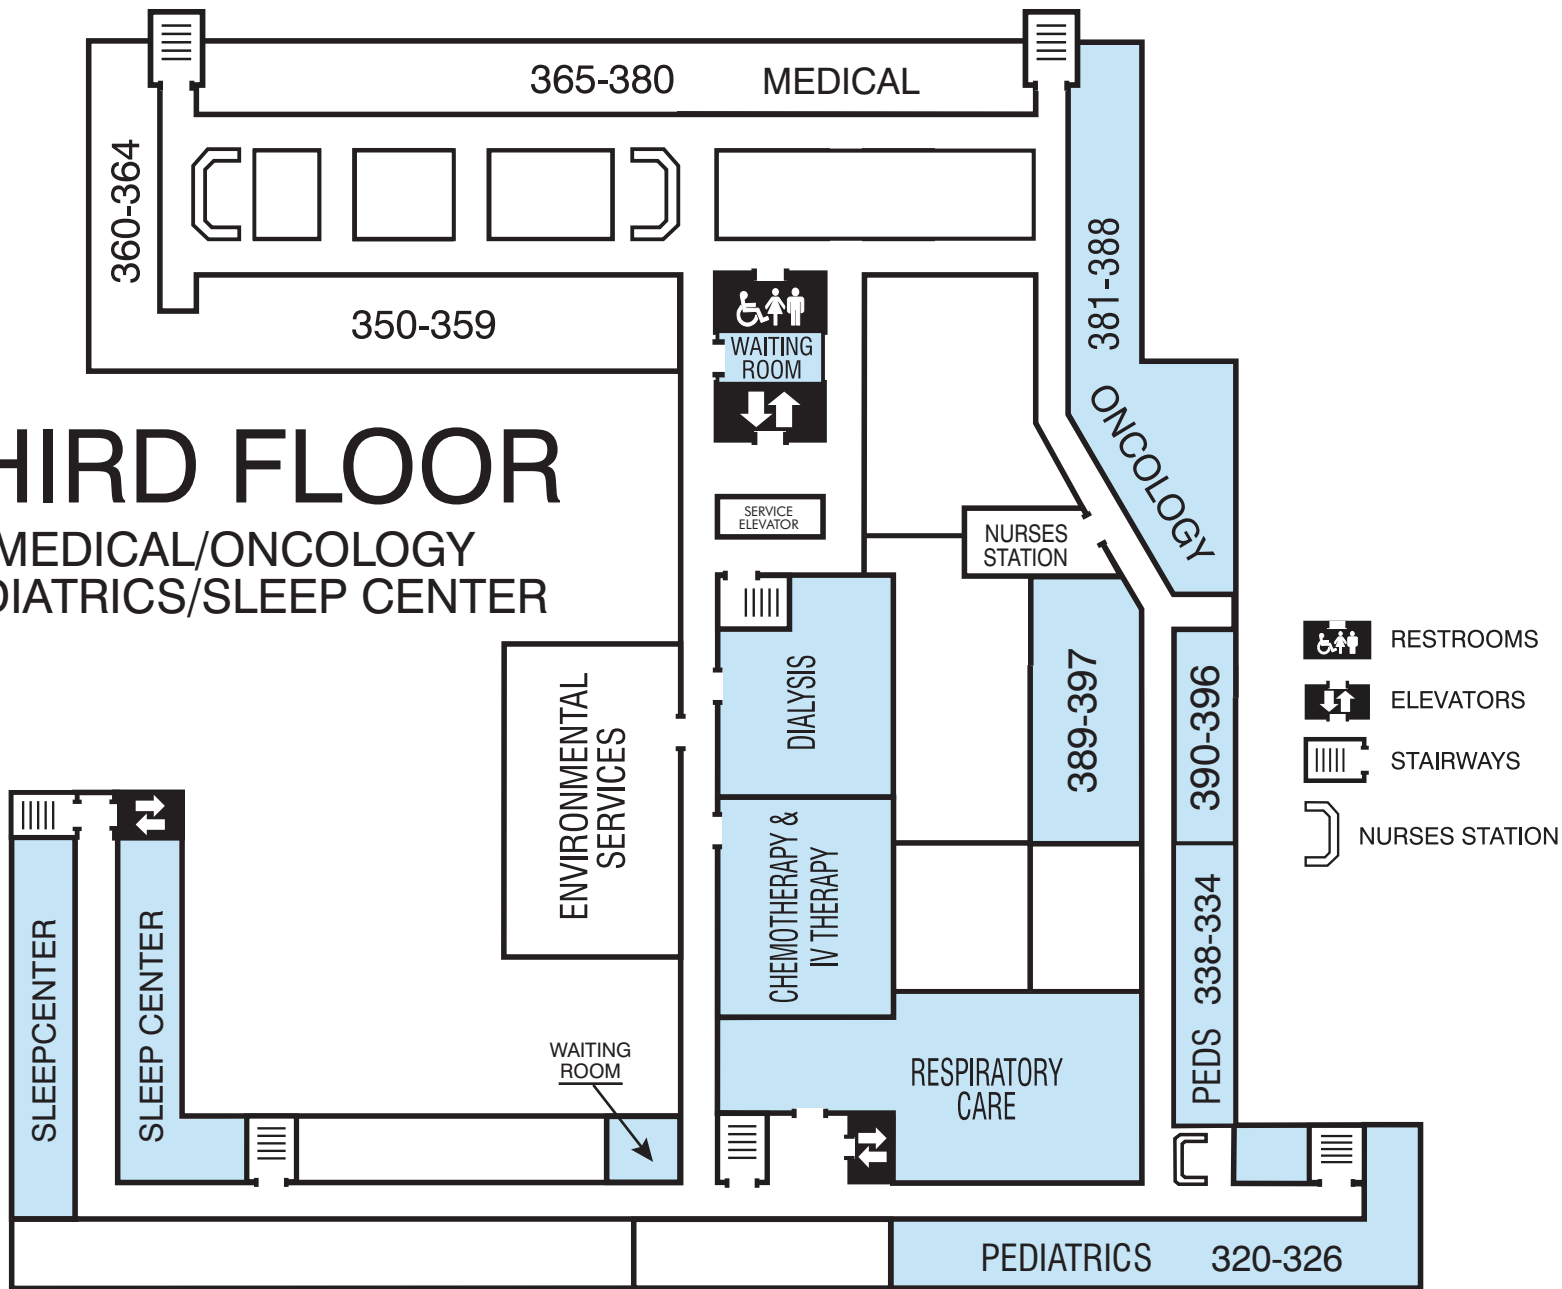 365-380 MEDICAL
360-364
350-359
381-388
ONCOLOGY
WAITING
ROOM
HIRD FLOOR
MEDICAL/ONCOLOGY
DIATRICS/SLEEP CENTER
SERVICE
ELEVATOR
NURSES
STATION
ENVIRONMENTAL
SERVICES
DIALYSIS
389-397
390-396
CHEMOTHERAPY &
IV THERAPY
PEDS 338-334
SLEEPCENTER
SLEEP CENTER
WAITING
ROOM
RESPIRATORY
CARE
PEDIATRICS 320-326
RESTROOMS
ELEVATORS
STAIRWAYS
NURSES STATION